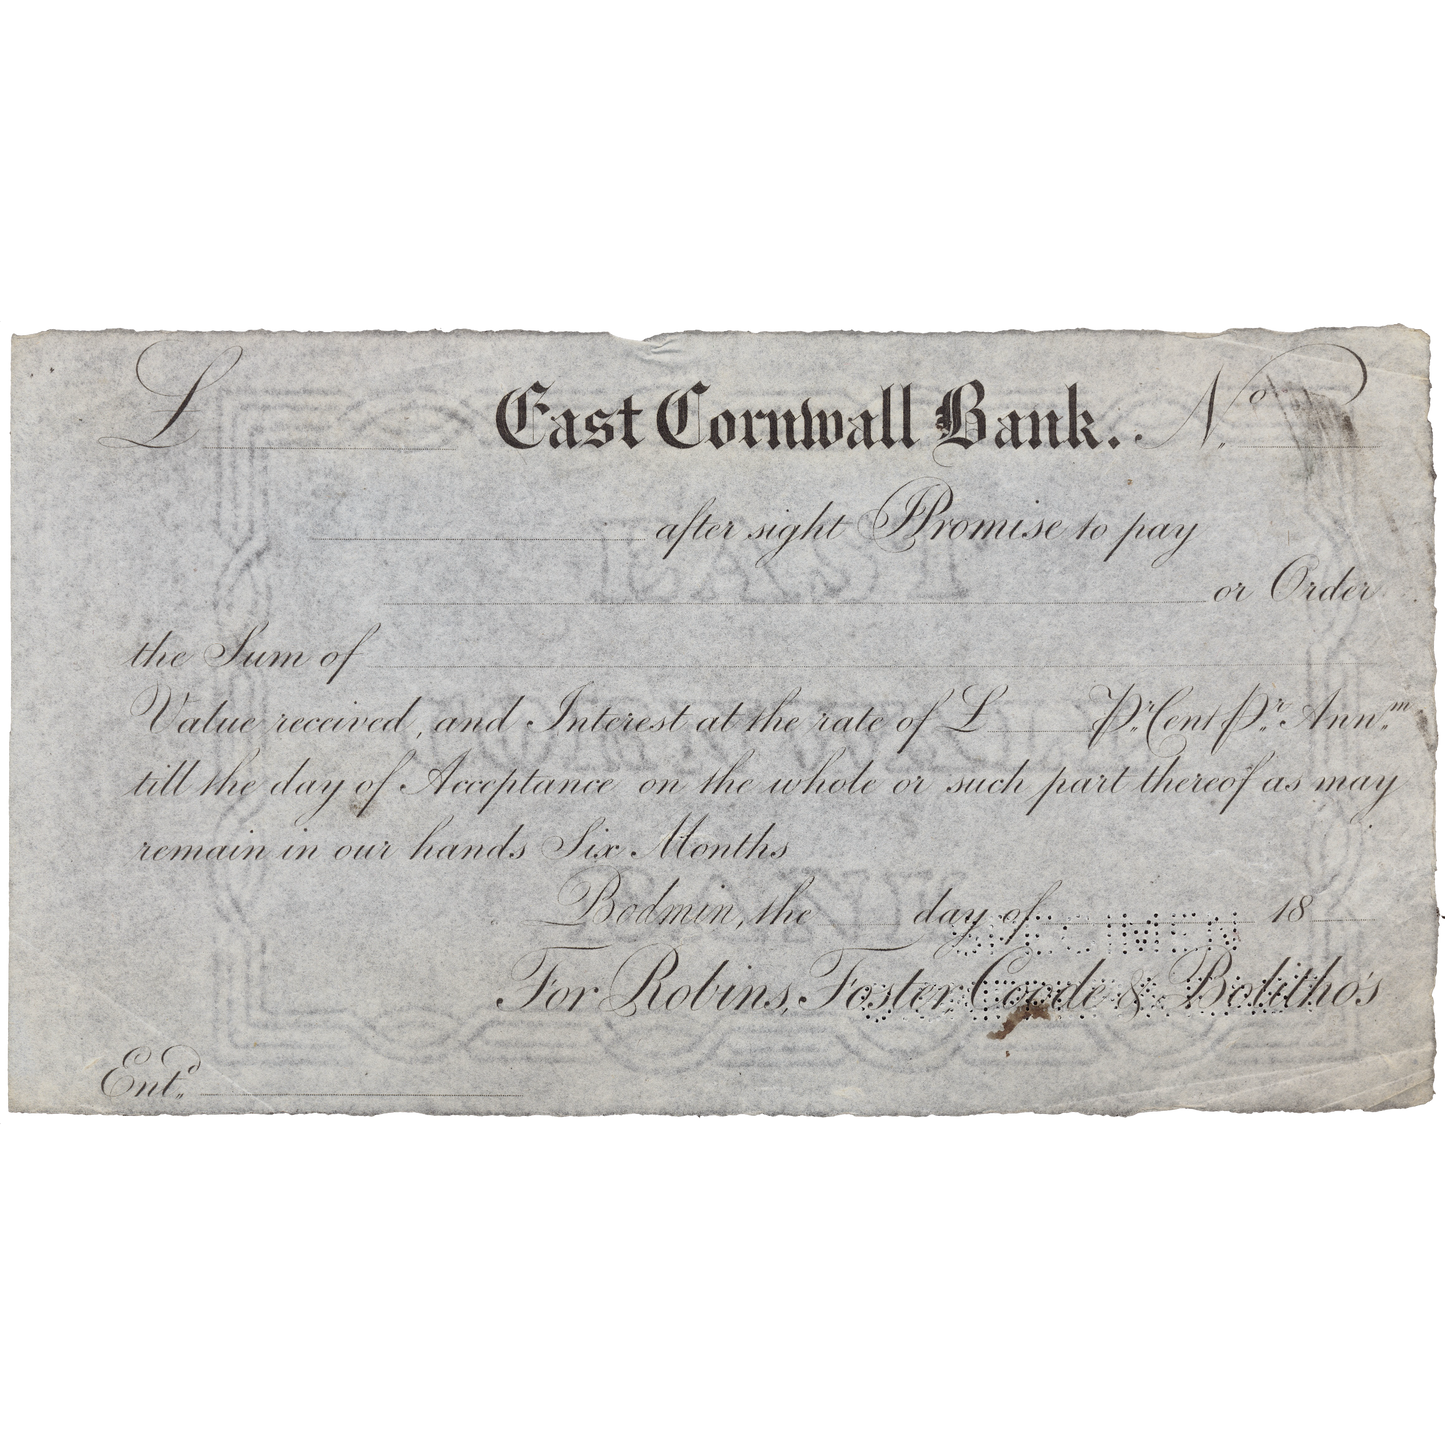 £ East Cornwall Bank. Nº
after sight I Promise to pay
or Order
the Sum of
Value received, and Interest at the rate of £ Pr. Cent Pr. Annm.
till the day of Acceptance on the whole or such part thereof as may
remain in our hands Six Months
Bodmin, the day of 18
SPECIMEN
For Robins, Foster, Coode & Bolitho's
Entd.